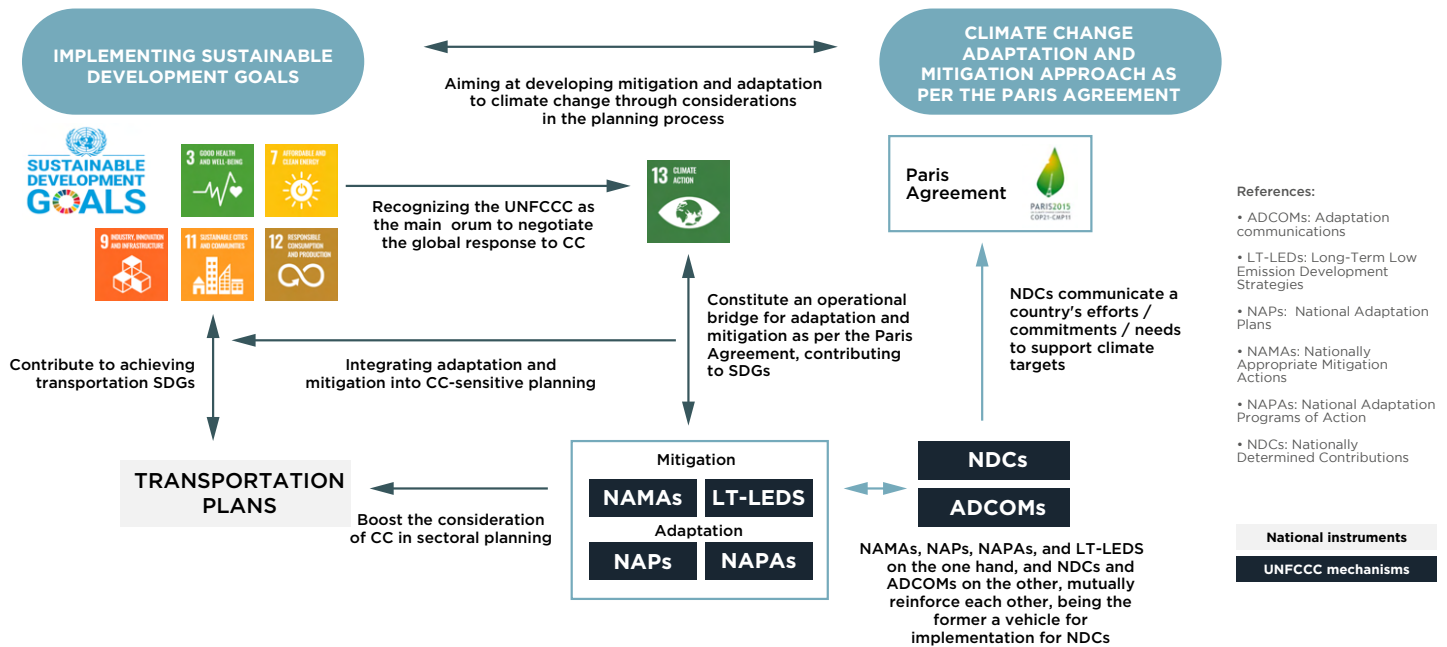 IMPLEMENTING SUSTAINABLE
DEVELOPMENT GOALS
Aiming at developing mitigation and adaptation
to climate change through considerations
in the planning process
CLIMATE CHANGE
ADAPTATION AND
MITIGATION APPROACH AS
PER THE PARIS AGREEMENT
SUSTAINABLE
DEVELOPMENT
GOALS
3 GOOD HEALTH
AND WELL-BEING
7 AFFORDABLE AND
CLEAN ENERGY
9 INDUSTRY, INNOVATION
AND INFRASTRUCTURE
11 SUSTAINABLE CITIES
AND COMMUNITIES
12 RESPONSIBLE
CONSUMPTION
AND PRODUCTION
Recognizing the UNFCCC as
the main orum to negotiate
the global response to CC
13 CLIMATE
ACTION
Paris
Agreement
PARIS2015
COP21·CMP11
Contribute to achieving
transportation SDGs
Integrating adaptation and
mitigation into CC-sensitive planning
Constitute an operational
bridge for adaptation and
mitigation as per the Paris
Agreement, contributing
to SDGs
NDCs communicate a
country's efforts /
commitments / needs
to support climate
targets
TRANSPORTATION
PLANS
Boost the consideration
of CC in sectoral planning
Mitigation
NAMAs
LT-LEDS
Adaptation
NAPs
NAPAs
NDCs
ADCOMs
NAMAs, NAPs, NAPAs, and LT-LEDS
on the one hand, and NDCs and
ADCOMs on the other, mutually
reinforce each other, being the
former a vehicle for
implementation for NDCs
References:
• ADCOMs: Adaptation
communications
• LT-LEDs: Long-Term Low
Emission Development
Strategies
• NAPs: National Adaptation
Plans
• NAMAs: Nationally
Appropriate Mitigation
Actions
• NAPAs: National Adaptation
Programs of Action
• NDCs: Nationally
Determined Contributions
National instruments
UNFCCC mechanisms